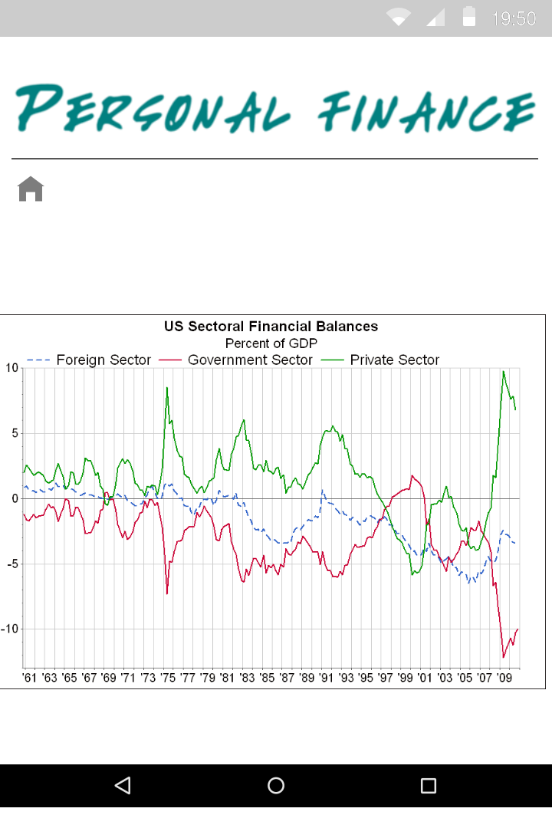 19:50
PERSONAL FINANCE
US Sectoral Financial Balances
Percent of GDP
Foreign Sector Government Sector Private Sector
10
5
0
-5
-10
'61 '63 '65 '67 '69 '71 '73 '75 '77 '79 '81 '83 '85 '87 '89 '91 '93 '95 '97 '99 '01 '03 '05 '07 '09